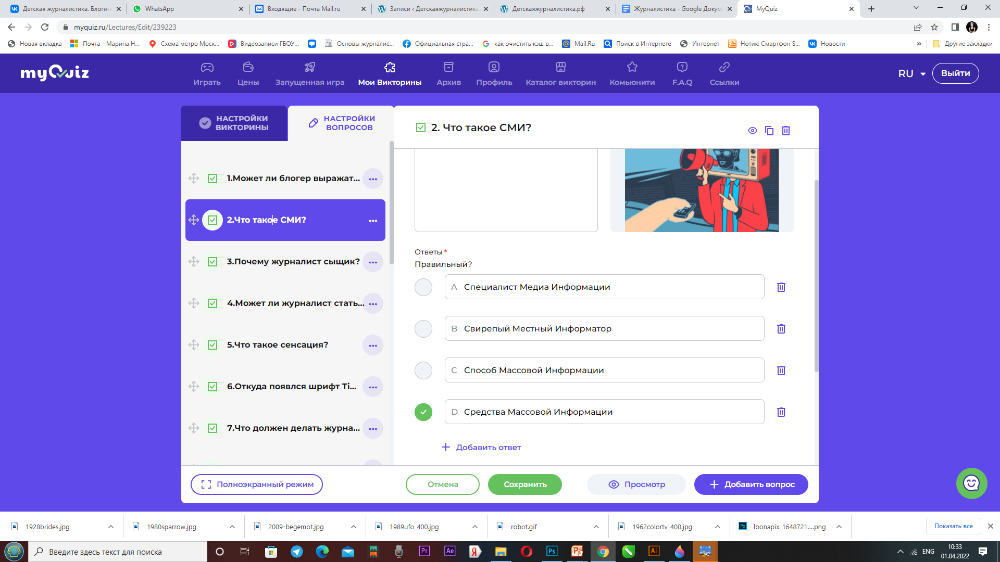 Детская журналистика. Блогин
WhatsApp
Входящие - Почта Mail.ru
Записи ‹ Детскаяжурналистика
Детскаяжурналистика.рф
Журналистика - Google Докум
MyQuiz
myquiz.ru/Lectures/Edit/239223
Новая вкладка
Почта - Марина Н...
Схема метро Моск...
Видеозаписи ГБОУ...
Основы журналис...
Официальная стра...
как очистить кэш в...
Mail.Ru
Поиск в Интернете
Интернет
Нотик: Смартфон S...
Новости
»
Другие закладки
myQuiz
Играть
Цены
Запущенная игра
Мои Викторины
Архив
Профиль
Каталог викторин
Комьюнити
F.A.Q
Ссылки
RU
Выйти
НАСТРОЙКИ
ВИКТОРИНЫ
НАСТРОЙКИ
ВОПРОСОВ
1.Может ли блогер выражат...
2.Что такое СМИ?
3.Почему журналист сыщик?
4.Может ли журналист стать...
5.Что такое сенсация?
6.Откуда появлся шрифт Ti...
7.Что должен делать журна...
2. Что такое СМИ?
Ответы*
Правильный?
A Специалист Медиа Информации
B Свирепый Местный Информатор
C Способ Массовой Информации
D Средства Массовой Информации
Добавить ответ
Полноэкранный режим
Отмена
Сохранить
Просмотр
Добавить вопрос
1928brides.jpg
1980sparrow.jpg
2009-begemot.jpg
1989ufo_400.jpg
robot.gif
1962colortv_400.jpg
loonapix_1648721....png
Показать все
Введите здесь текст для поиска
Pr
Ae
Я
Ps
Ai
ENG
10:33
01.04.2022